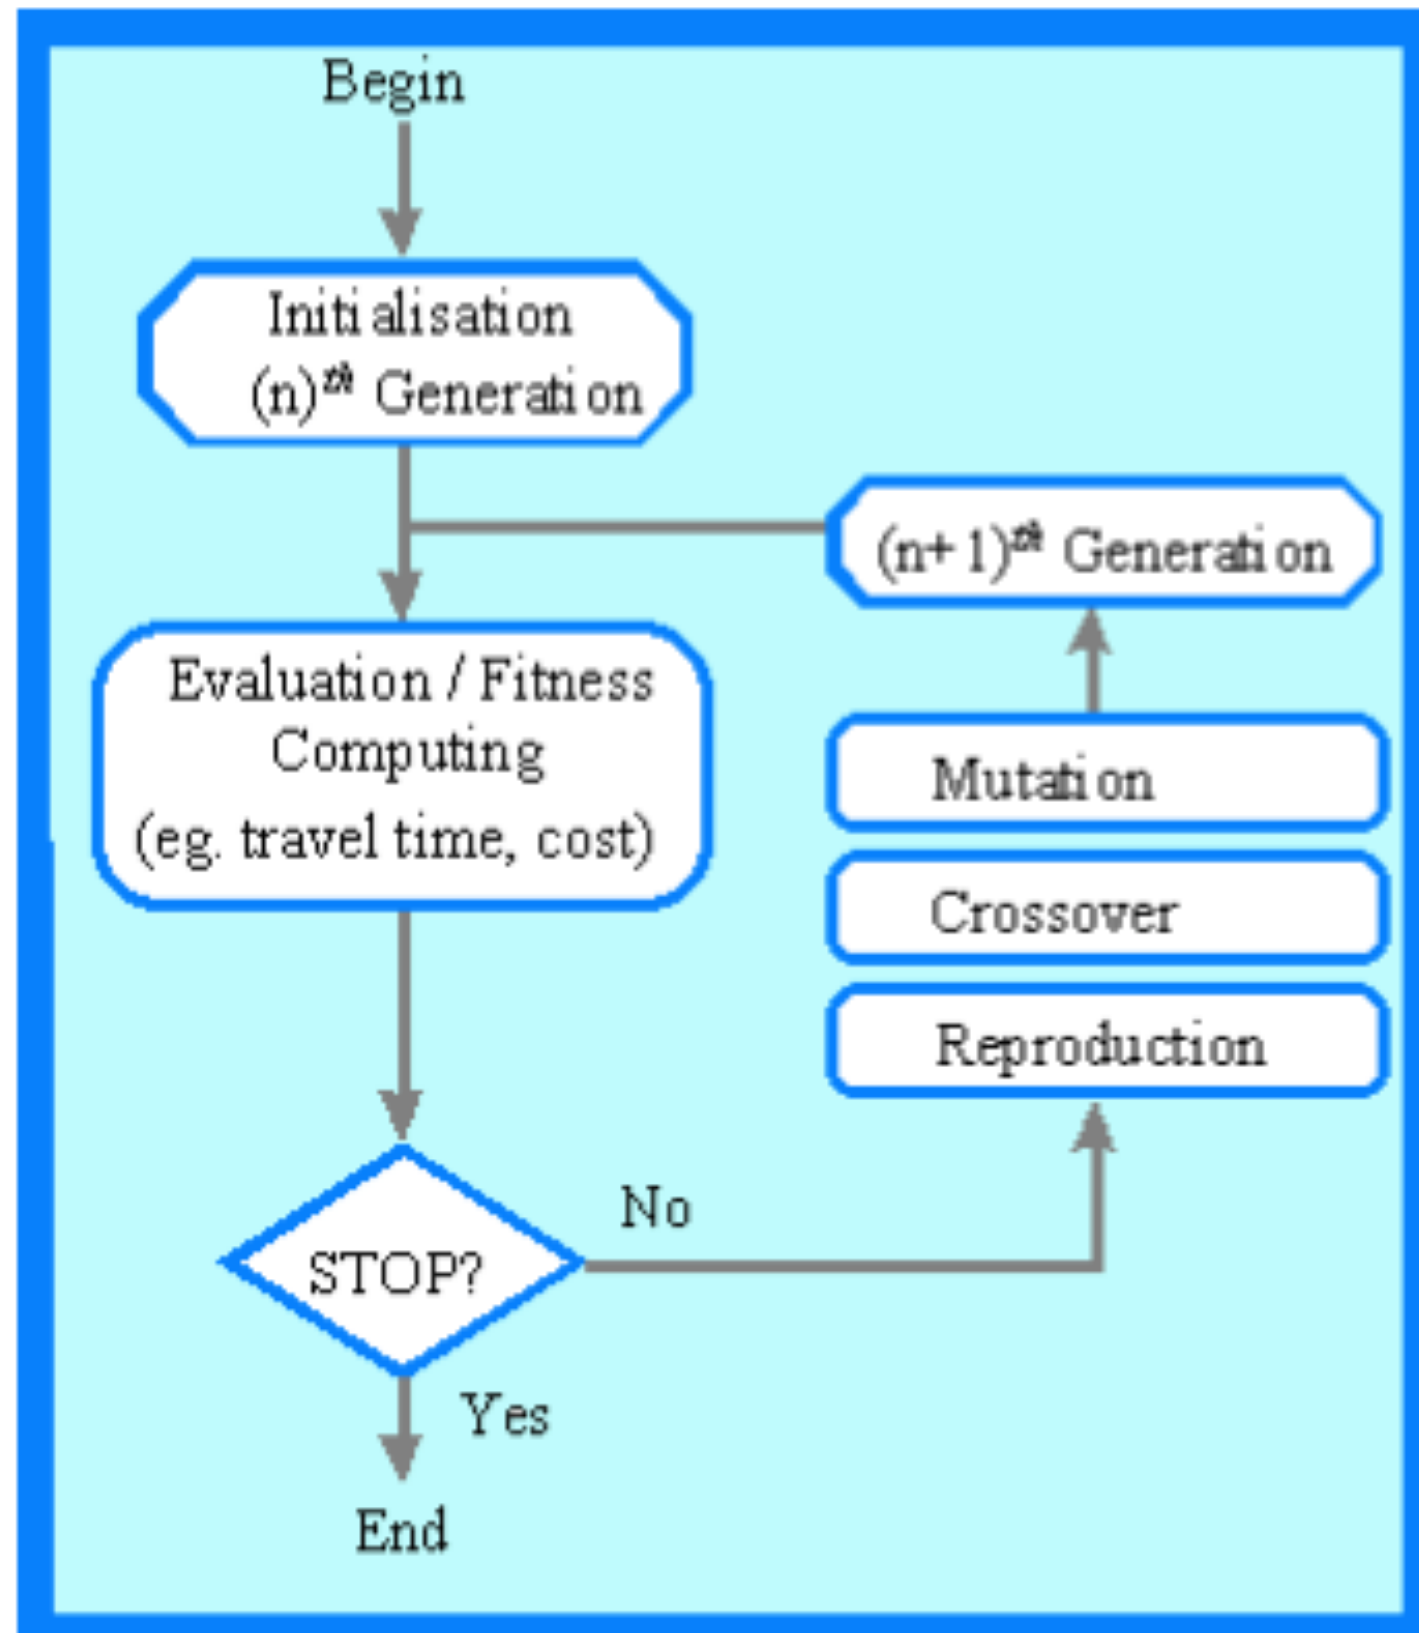 Begin
Initialisation
(n)th Generation
(n+1)th Generation
Evaluation / Fitness
Computing
(eg. travel time, cost)
Mutation
Crossover
Reproduction
No
STOP?
Yes
End